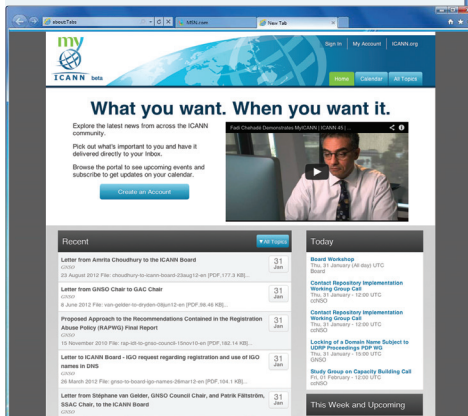 about:Tabs
MSN.com
New Tab
my
ICANN beta
Sign In
My Account
ICANN.org
Home
Calendar
All Topics
What you want. When you want it.
Explore the latest news from across the ICANN
community.
Pick out what's important to you and have it
delivered directly to your Inbox.
Browse the portal to see upcoming events and
subscribe to get updates on your calendar.
Create an Account
Fadi Chehadé Demonstrates MyICANN | ICANN 45 | ...
Recent
All Topics
Letter from Amrita Choudhury to the ICANN Board
GNSO
23 August 2012 File: choudhury-to-icann-board-23aug12-en [PDF,177.3 KB]...
31
Jan
Letter from GNSO Chair to GAC Chair
GNSO
8 June 2012 File: van-gelder-to-dryden-08jun12-en [PDF,98.46 KB]...
31
Jan
Proposed Approach to the Recommendations Contained in the Registration
Abuse Policy (RAPWG) Final Report
GNSO
15 November 2010 File: rap-idt-to-gnso-council-15nov10-en [PDF,182.14 KB]...
31
Jan
Letter to ICANN Board - IGO request regarding registration and use of IGO
names in DNS
GNSO
26 March 2012 File: gnso-to-board-igo-names-26mar12-en [PDF,104.1 KB]...
31
Jan
Letter from Stéphane van Gelder, GNSO Council Chair, and Patrik Fältström,
SSAC Chair, to the ICANN Board
GNSO
31
Jan
Today
Board Workshop
Thu, 31 January (All day) UTC
Board
Contact Repository Implementation
Working Group Call
Thu, 31 January - 12:00 UTC
ccNSO
Contact Repository Implementation
Working Group Call
Thu, 31 January - 12:00 UTC
ccNSO
Locking of a Domain Name Subject to
UDRP Proceedings PDP WG
Thu, 31 January - 15:00 UTC
GNSO
Study Group on Capacity Building Call
Fri, 01 February - 12:00 UTC
ccNSO
This Week and Upcoming